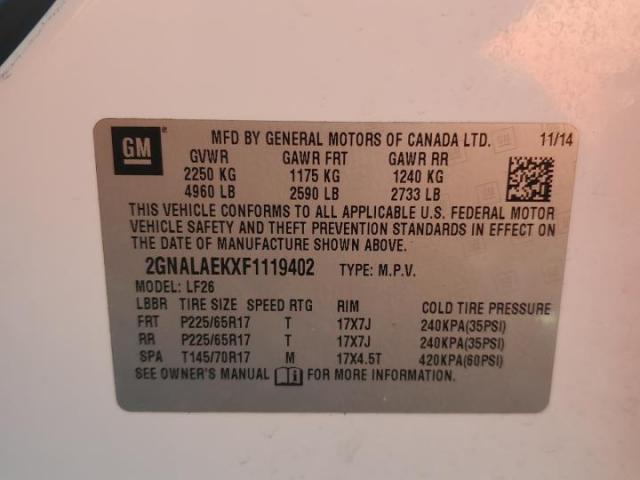 GM
MFD BY GENERAL MOTORS OF CANADA LTD. 11/14
GVWR GAWR FRT GAWR RR
2250 KG 1175 KG 1240 KG
4960 LB 2590 LB 2733 LB
THIS VEHICLE CONFORMS TO ALL APPLICABLE U.S. FEDERAL MOTOR
VEHICLE SAFETY AND THEFT PREVENTION STANDARDS IN EFFECT ON
THE DATE OF MANUFACTURE SHOWN ABOVE.
2GNALAEKXF1119402 TYPE: M.P.V.
MODEL: LF26
LBBR TIRE SIZE SPEED RTG RIM COLD TIRE PRESSURE
FRT P225/65R17 T 17X7J 240KPA(35PSI)
RR P225/65R17 T 17X7J 240KPA(35PSI)
SPA T145/70R17 M 17X4.5T 420KPA(60PSI)
SEE OWNER'S MANUAL FOR MORE INFORMATION.